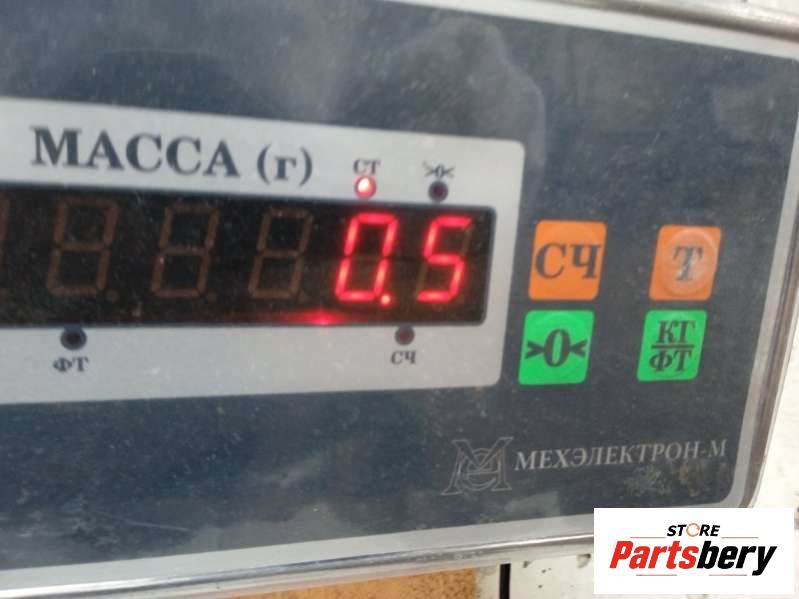 МАССА (г)
СТ
>0<
0.5
ФТ
СЧ
СЧ
Т
>0<
КГ
ФТ
МЕХЭЛЕКТРОН-М
STORE
Partsbery